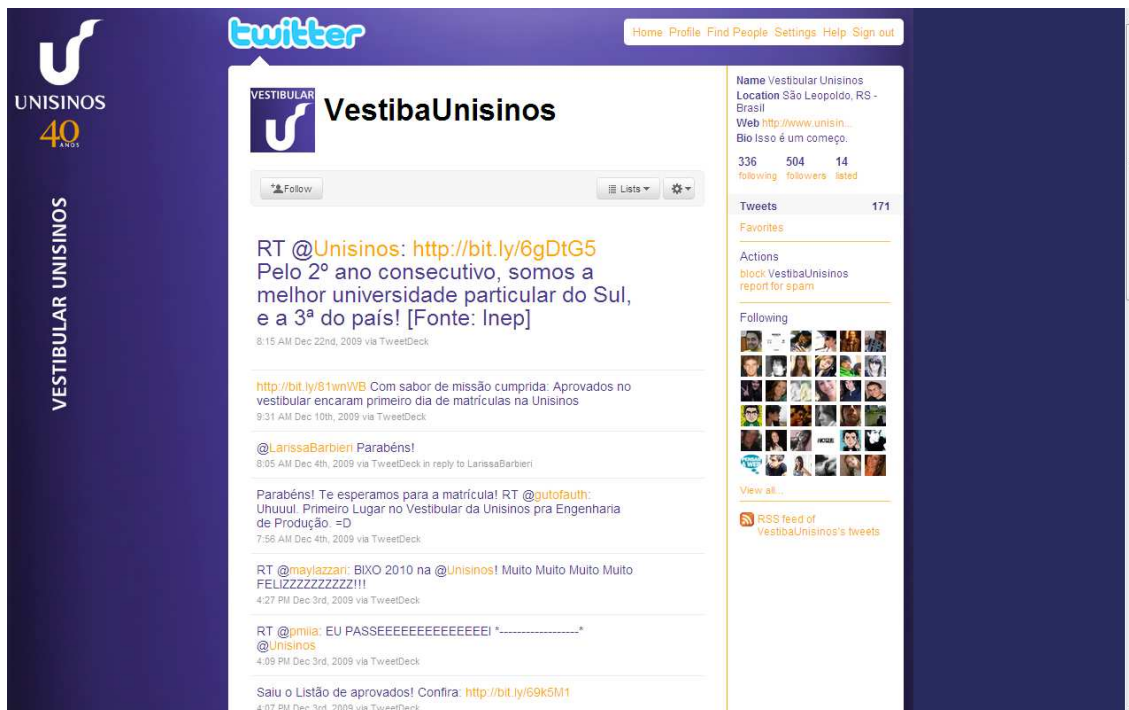 UNISINOS
40
ANOS
VESTIBULAR UNISINOS
twitter
Home Profile Find People Settings Help Sign out
VESTIBULAR
VestibaUnisinos
Follow
Lists
RT @Unisinos: http://bit.ly/6gDtG5
Pelo 2º ano consecutivo, somos a
melhor universidade particular do Sul,
e a 3ª do país! [Fonte: Inep]
8:15 AM Dec 22nd, 2009 via TweetDeck
http://bit.ly/81wnWB Com sabor de missão cumprida: Aprovados no
vestibular encaram primeiro dia de matrículas na Unisinos
9:31 AM Dec 10th, 2009 via TweetDeck
@LarissaBarbieri Parabéns!
8:05 AM Dec 4th, 2009 via TweetDeck in reply to LarissaBarbieri
Parabéns! Te esperamos para a matrícula! RT @gutofauth:
Uhuuul. Primeiro Lugar no Vestibular da Unisinos pra Engenharia
de Produção. =D
7:56 AM Dec 4th, 2009 via TweetDeck
RT @maylazzari: BIXO 2010 na @Unisinos! Muito Muito Muito Muito
FELIZZZZZZZZZZ!!!
4:27 PM Dec 3rd, 2009 via TweetDeck
RT @pmiia: EU PASSEEEEEEEEEEEEEEI *------------------*
@Unisinos
4:09 PM Dec 3rd, 2009 via TweetDeck
Saiu o Listão de aprovados! Confira: http://bit.ly/69k5M1
4:07 PM Dec 3rd, 2009 via TweetDeck
Name Vestibular Unisinos
Location São Leopoldo, RS -
Brasil
Web http://www.unisin...
Bio Isso é um começo.
336 504 14
following followers listed
Tweets 171
Favorites
Actions
block VestibaUnisinos
report for spam
Following
View all...
RSS feed of
VestibaUnisinos's tweets